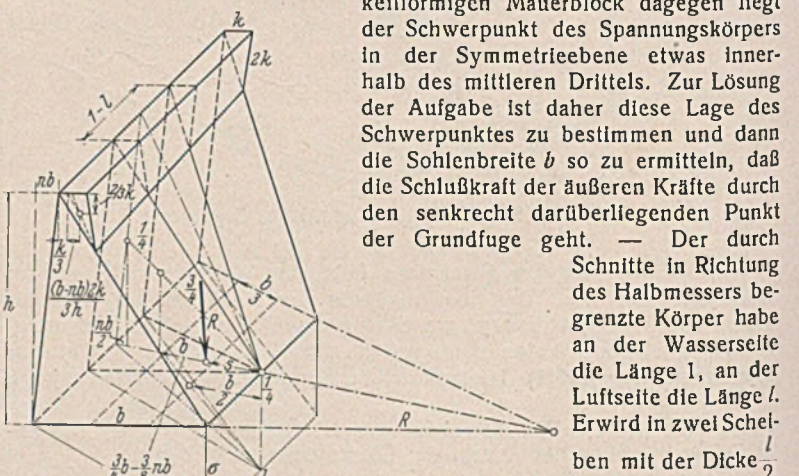 keilförmigen Mauerblock dagegen liegt
der Schwerpunkt des Spannungskörpers
in der Symmetrieebene etwas inner-
halb des mittleren Drittels. Zur Lösung
der Aufgabe ist daher diese Lage des
Schwerpunktes zu bestimmen und dann
die Sohlenbreite b so zu ermitteln, daß
die Schlußkraft der äußeren Kräfte durch
den senkrecht darüberliegenden Punkt
der Grundfuge geht. — Der durch
Schnitte in Richtung
des Halbmessers be-
grenzte Körper habe
an der Wasserseite
die Länge 1, an der
Luftseite die Länge l.
Er wird in zwei Schei-
ben mit der Dicke l/2
k
2k
1-l
nb
2/3k
k/3
1/4
(b-nb)2k/3h
h
3/4
b/3
nb/2
R
b
s
b/2
1/4
b
R
σ